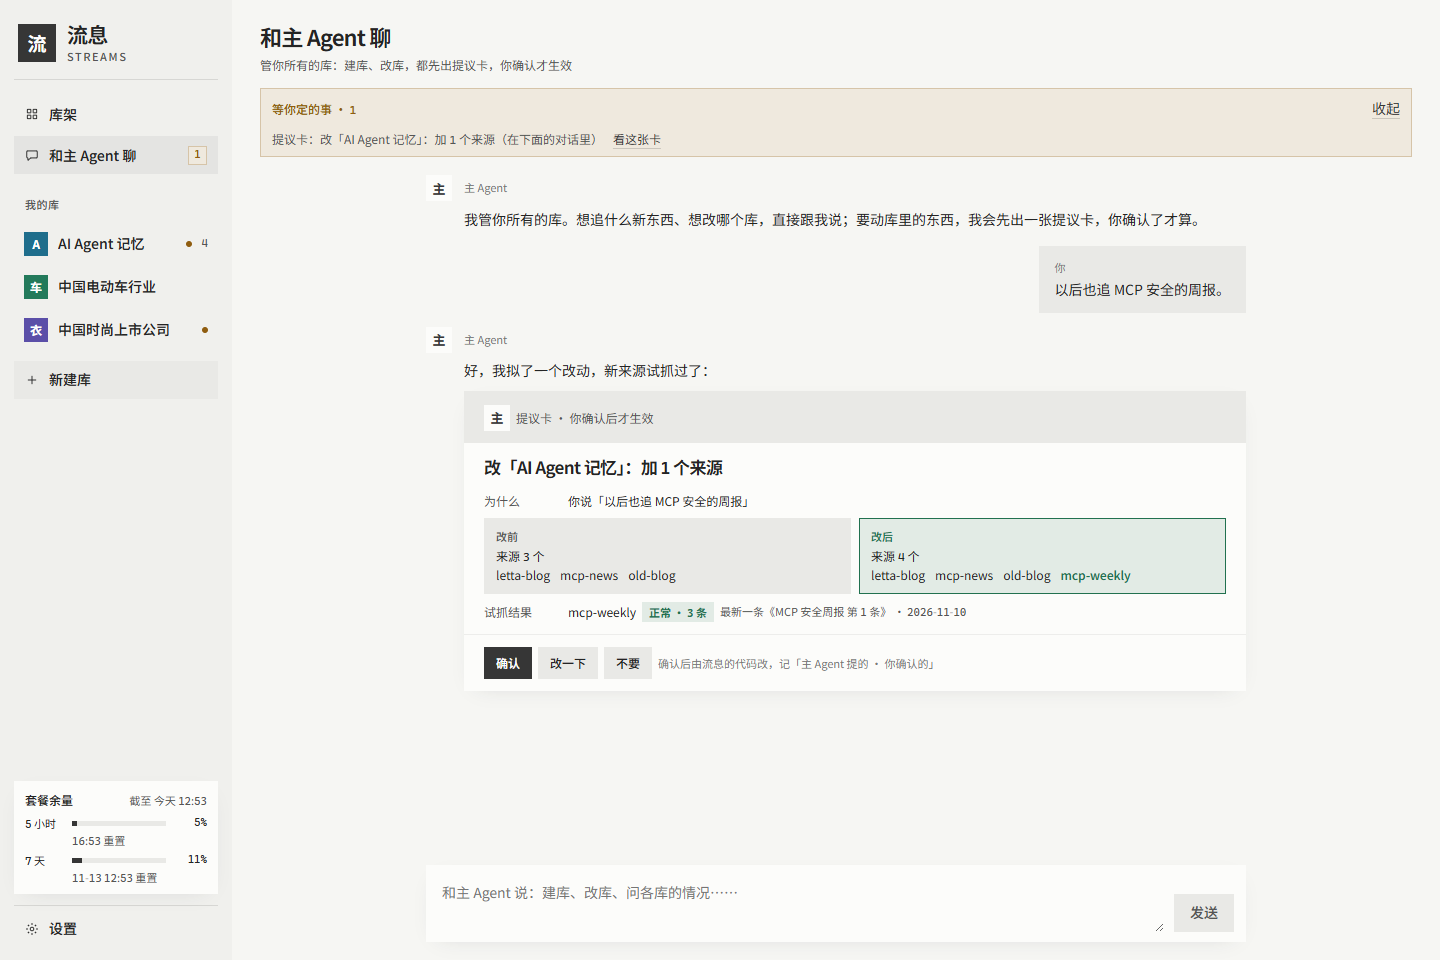 流
流息
STREAMS
库架
和主 Agent 聊
1
我的库
A
AI Agent 记忆
4
车
中国电动车行业
衣
中国时尚上市公司
新建库
套餐余量
截至 今天 12:53
5 小时
5%
16:53 重置
7 天
11%
11-13 12:53 重置
设置
和主 Agent 聊
管你所有的库：建库、改库，都先出提议卡，你确认才生效
等你定的事 · 1
收起
提议卡：改「AI Agent 记忆」：加 1 个来源（在下面的对话里） 看这张卡
主
主 Agent
我管你所有的库。想追什么新东西、想改哪个库，直接跟我说；要动库里的东西，我会先出一张提议卡，你确认了才算。
你
以后也追 MCP 安全的周报。
主
主 Agent
好，我拟了一个改动，新来源试抓过了：
主
提议卡 · 你确认后才生效
改「AI Agent 记忆」：加 1 个来源
为什么 你说「以后也追 MCP 安全的周报」
改前
来源 3 个
letta-blog mcp-news old-blog
改后
来源 4 个
letta-blog mcp-news old-blog mcp-weekly
试抓结果 mcp-weekly 正常 · 3 条 最新一条《MCP 安全周报 第 1 条》 · 2026-11-10
确认 改一下 不要 确认后由流息的代码改，记「主 Agent 提的 · 你确认的」
和主 Agent 说：建库、改库、问各库的情况……
发送